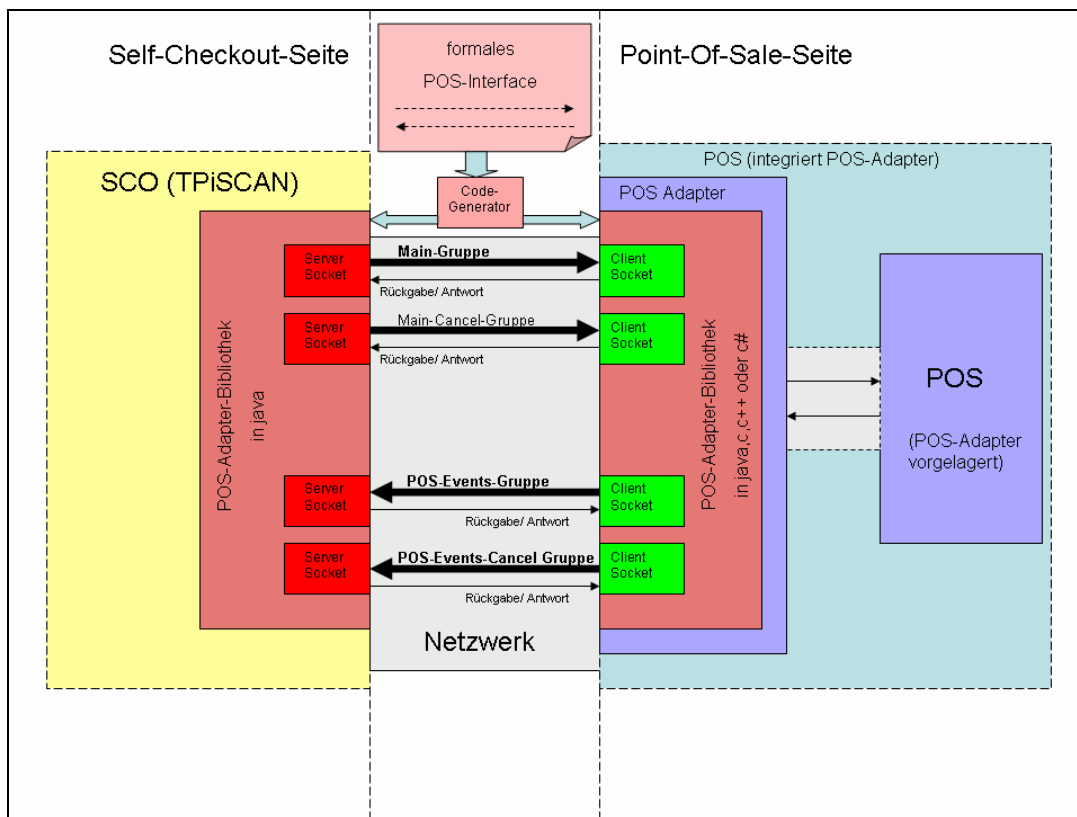 Self-Checkout-Seite
formales
POS-Interface
Point-Of-Sale-Seite
SCO (TPiSCAN)
Code-
Generator
POS (integriert POS-Adapter)
POS Adapter
POS-Adapter-Bibliothek
in java
Server
Socket
Main-Gruppe
Rückgabe/ Antwort
Client
Socket
Server
Socket
Main-Cancel-Gruppe
Rückgabe/ Antwort
Client
Socket
Server
Socket
POS-Events-Gruppe
Rückgabe/ Antwort
Client
Socket
Server
Socket
POS-Events-Cancel Gruppe
Rückgabe/ Antwort
Client
Socket
Netzwerk
POS-Adapter-Bibliothek
in java,c,c++ oder c#
POS
(POS-Adapter
vorgelagert)